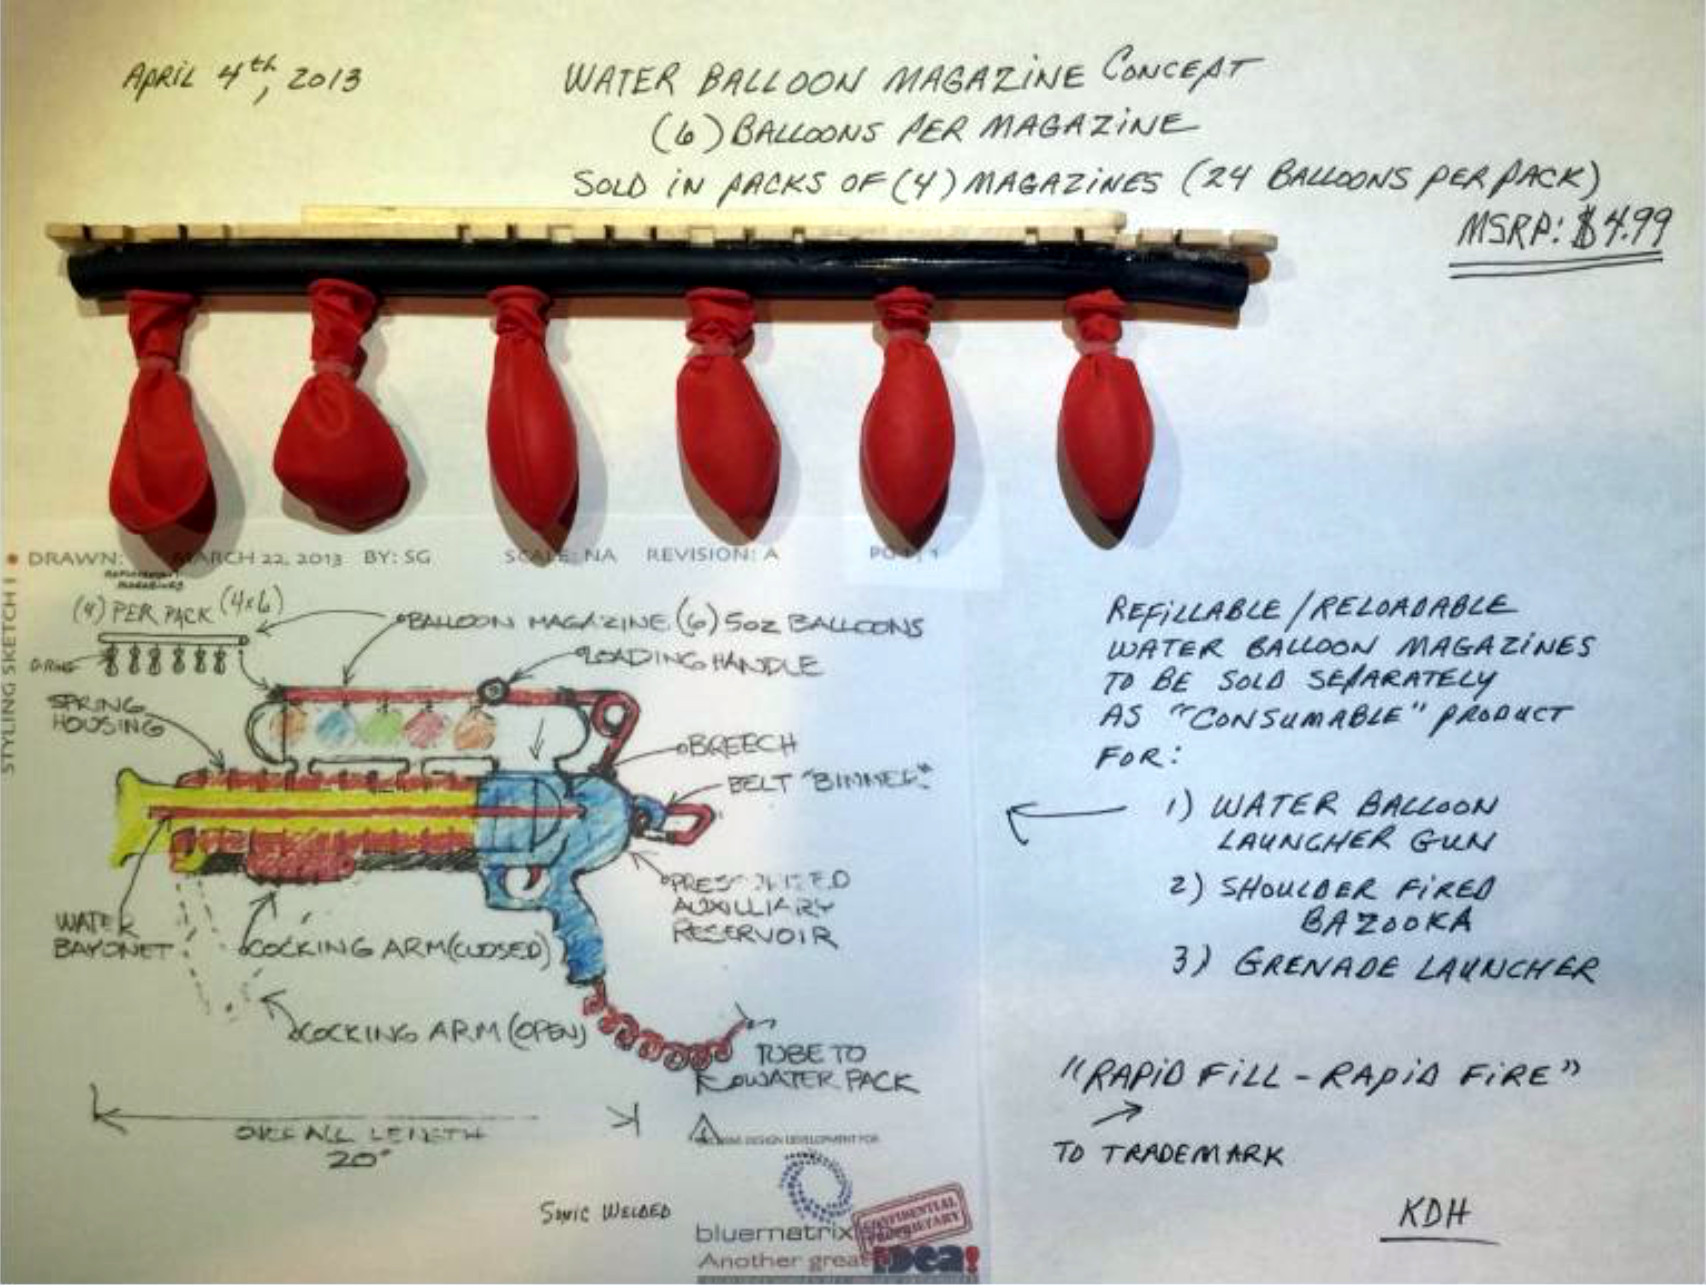 APRIL 4th, 2013
WATER BALLOON MAGAZINE CONCEPT
(6) BALLOONS PER MAGAZINE
SOLD IN PACKS OF (4) MAGAZINES (24 BALLOONS PER PACK)
MSRP: $4.99
DRAWN: MARCH 22, 2013 BY: SG SCALE: NA REVISION: A
STYLING SKETCH 1
MAGAZINES
(4) PER PACK (4x6)
BALLOON MAGAZINE (6) 5OZ BALLOONS
LOADING HANDLE
O-RING
SPRING
HOUSING
BREECH
BELT "BINNER"
PRESSURIZED
AUXILLIARY
RESERVOIR
WATER
BAYONET
COCKING ARM (CLOSED)
COCKING ARM (OPEN)
TUBE TO
WATER PACK
OVERALL LENGTH
20"
DESIGN DEVELOPMENT FOR
SONIC WELDED
bluematrix
CONFIDENTIAL
PROPRIETARY
Another great idea!
REFILLABLE/RELOADABLE
WATER BALLOON MAGAZINES
TO BE SOLD SEPARATELY
AS "CONSUMABLE" PRODUCT
FOR:
1) WATER BALLOON
LAUNCHER GUN
2) SHOULDER FIRED
BAZOOKA
3) GRENADE LAUNCHER
"RAPID FILL - RAPID FIRE"
TO TRADEMARK
KDH